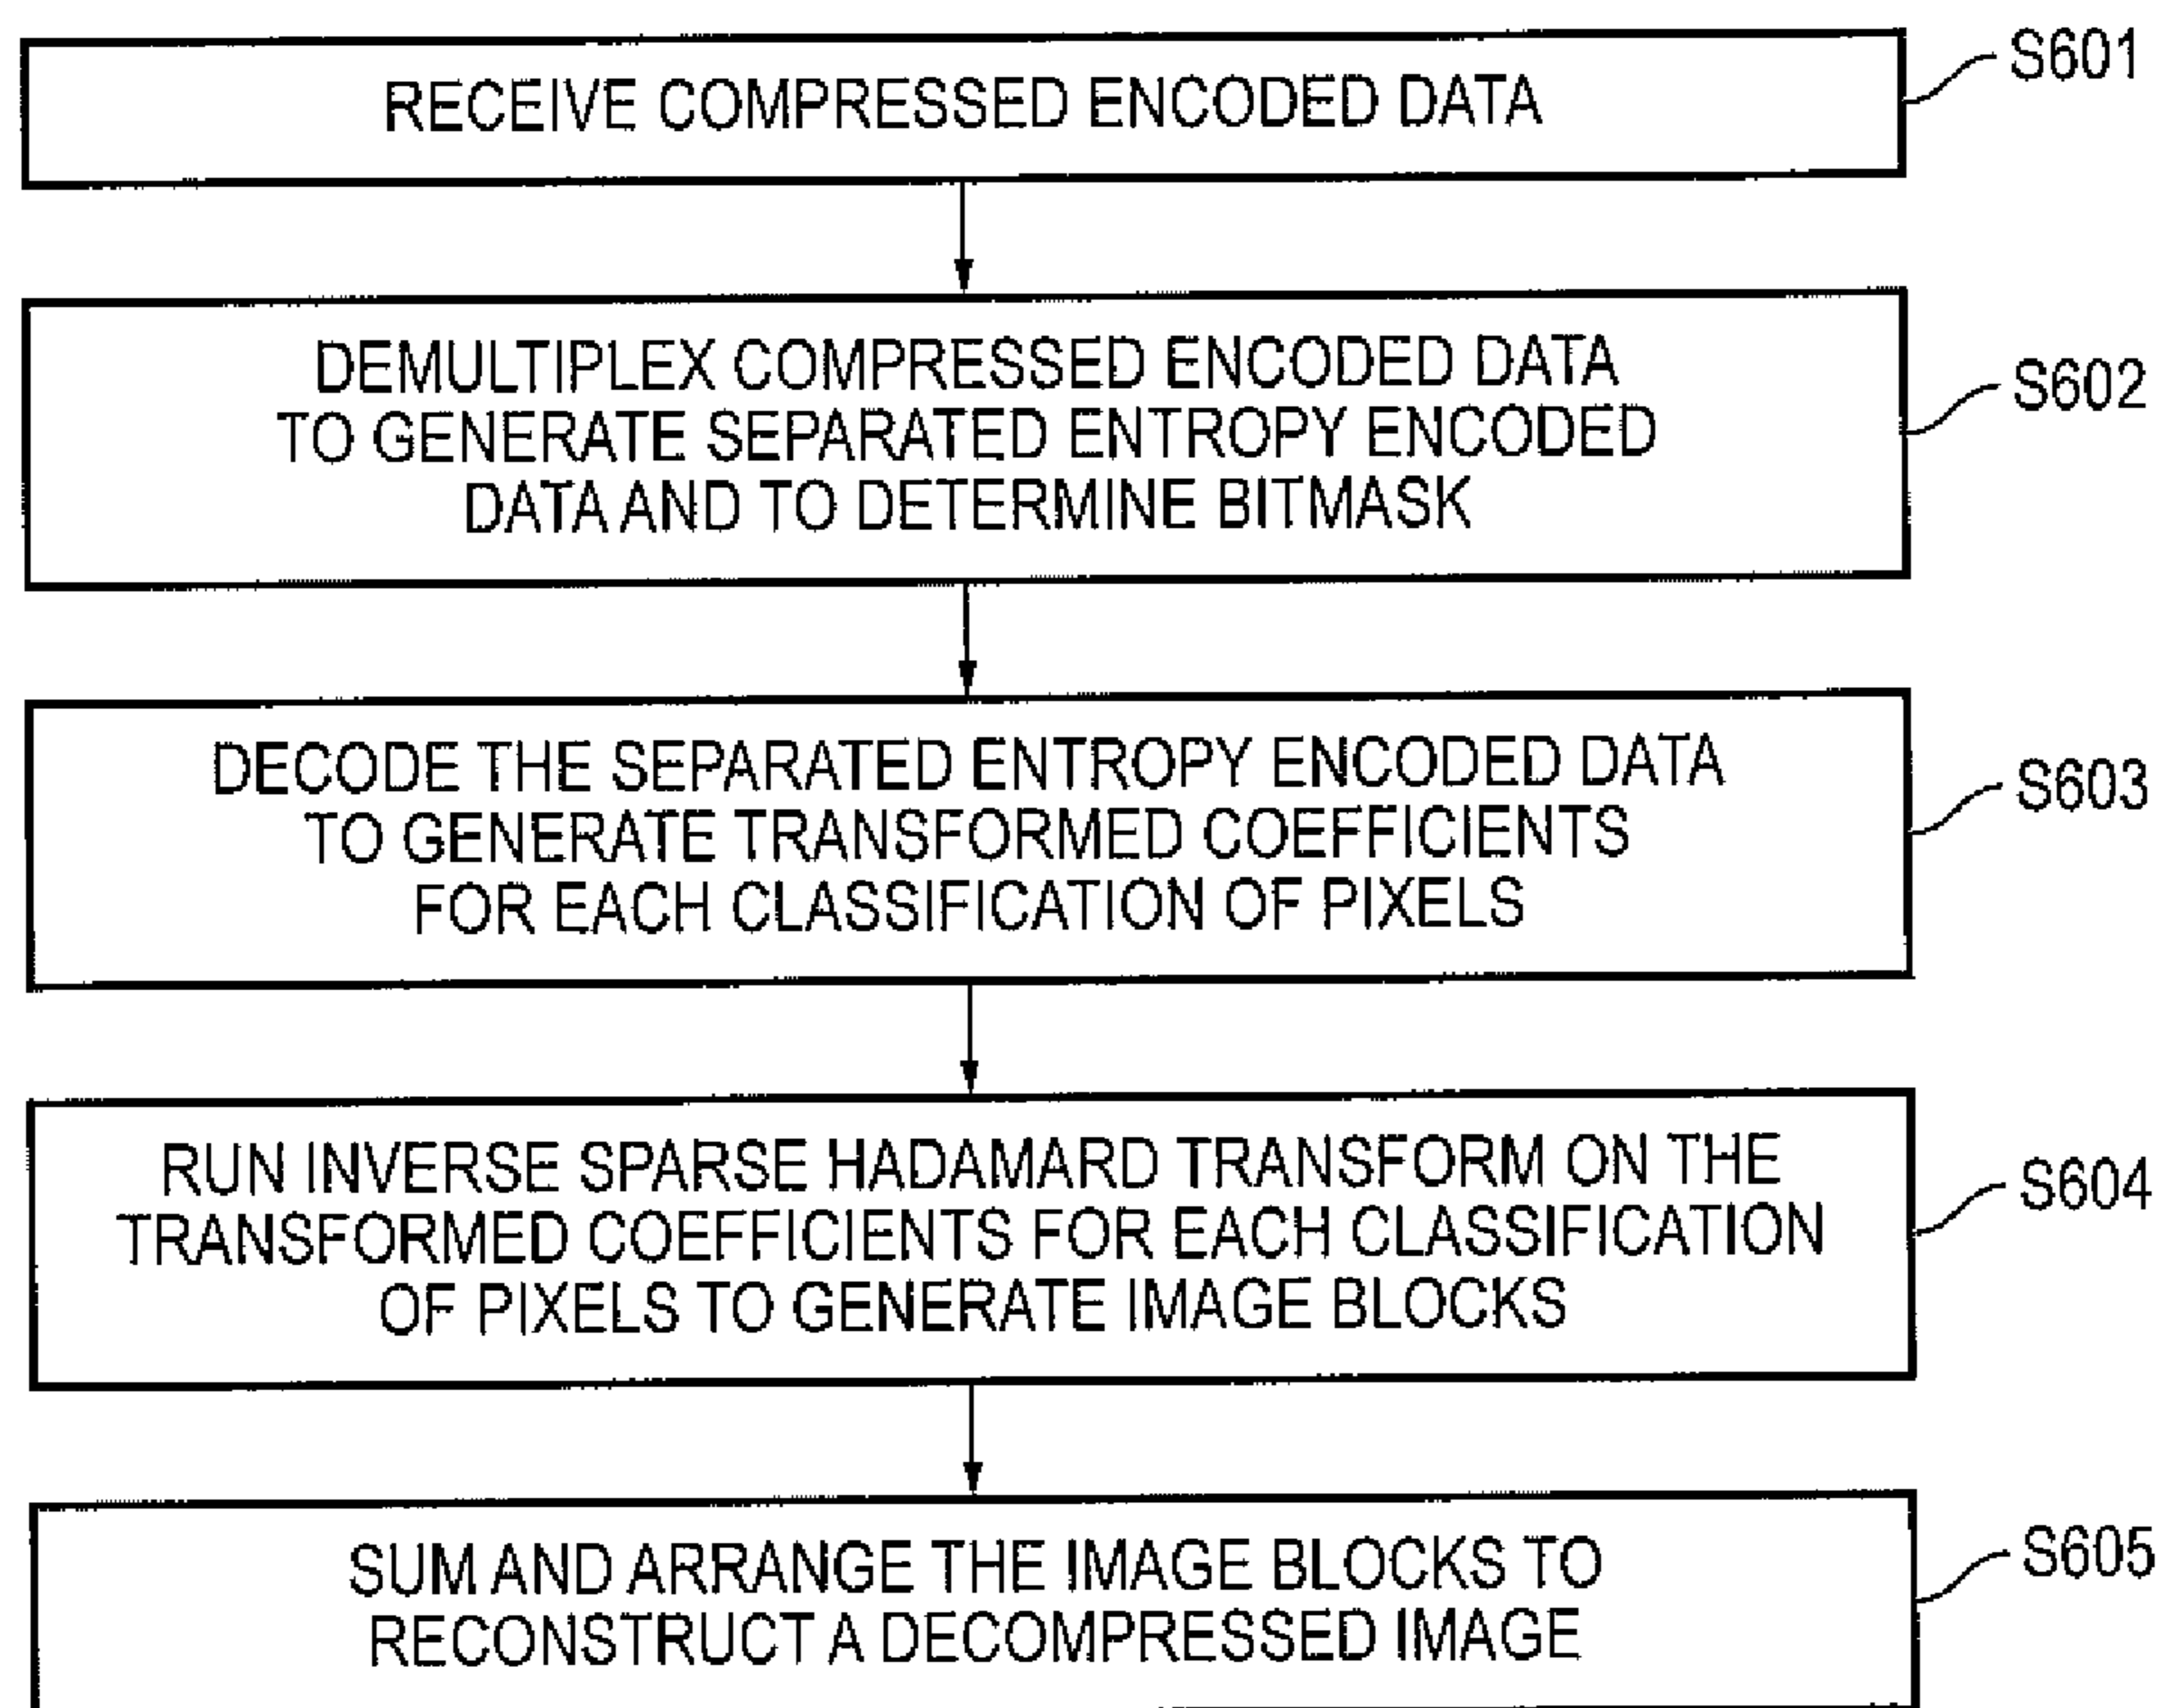 RECEIVE COMPRESSED ENCODED DATA
S601
DEMULTIPLEX COMPRESSED ENCODED DATA
TO GENERATE SEPARATED ENTROPY ENCODED
DATA AND TO DETERMINE BITMASK
S602
DECODE THE SEPARATED ENTROPY ENCODED DATA
TO GENERATE TRANSFORMED COEFFICIENTS
FOR EACH CLASSIFICATION OF PIXELS
S603
RUN INVERSE SPARSE HADAMARD TRANSFORM ON THE
TRANSFORMED COEFFICIENTS FOR EACH CLASSIFICATION
OF PIXELS TO GENERATE IMAGE BLOCKS
S604
SUM AND ARRANGE THE IMAGE BLOCKS TO
RECONSTRUCT A DECOMPRESSED IMAGE
S605